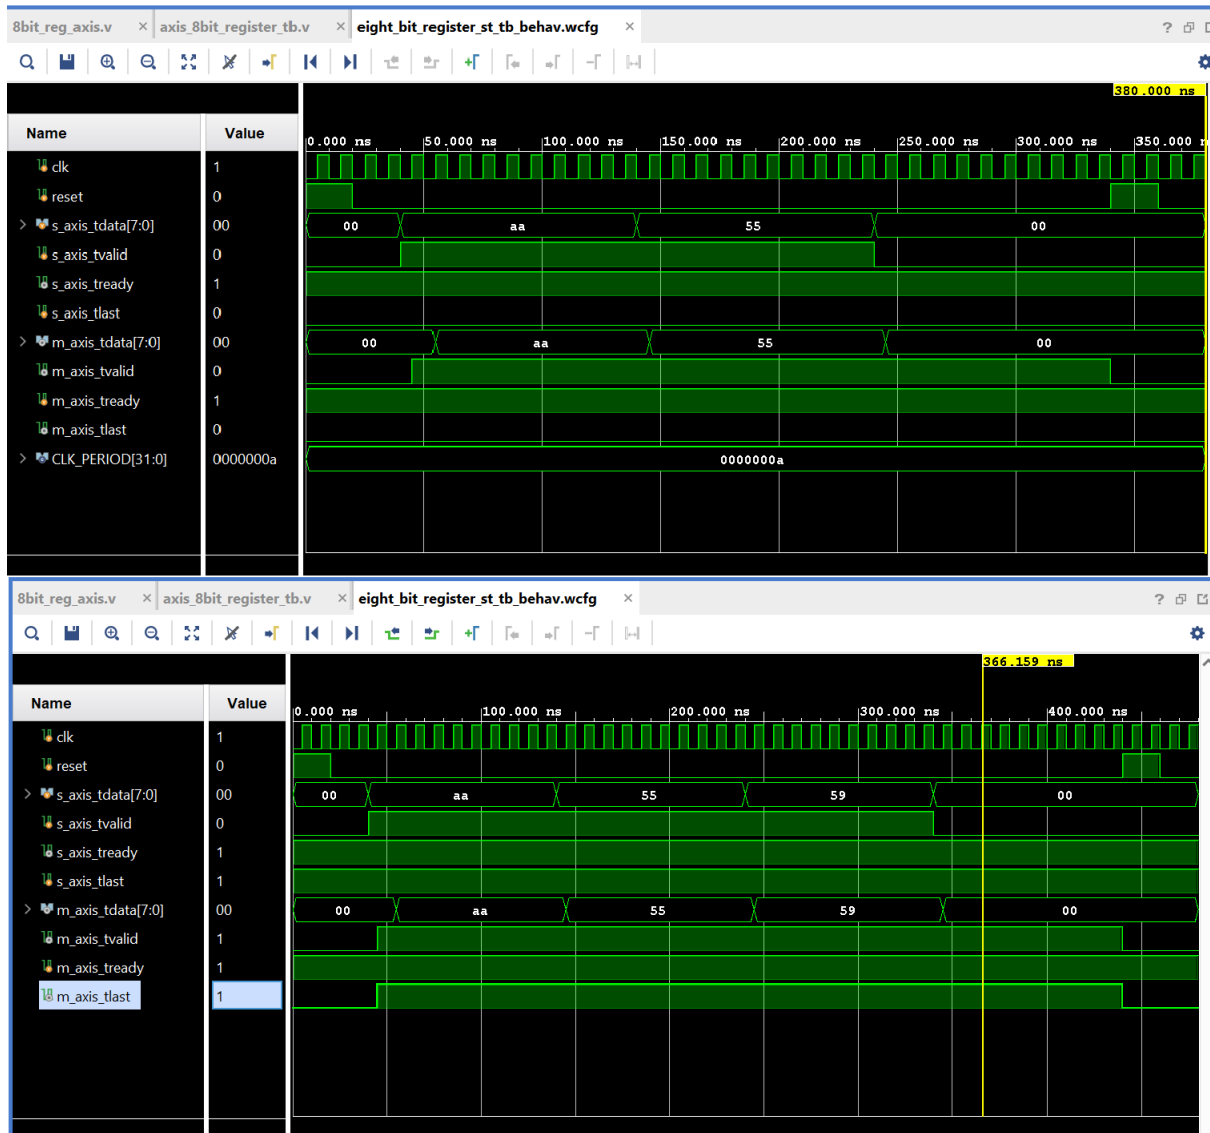 8bit_reg_axis.v × axis_8bit_register_tb.v × eight_bit_register_st_tb_behav.wcfg × ?
380.000 ns
Name Value
0.000 ns 50.000 ns 100.000 ns 150.000 ns 200.000 ns 250.000 ns 300.000 ns 350.000 n
clk 1
reset 0
s_axis_tdata[7:0] 00 00 aa 55 00
s_axis_tvalid 0
s_axis_tready 1
s_axis_tlast 0
m_axis_tdata[7:0] 00 00 aa 55 00
m_axis_tvalid 0
m_axis_tready 1
m_axis_tlast 0
CLK_PERIOD[31:0] 0000000a 0000000a
8bit_reg_axis.v × axis_8bit_register_tb.v × eight_bit_register_st_tb_behav.wcfg × ?
366.159 ns
Name Value
0.000 ns 100.000 ns 200.000 ns 300.000 ns 400.000 ns
clk 1
reset 0
s_axis_tdata[7:0] 00 00 aa 55 59 00
s_axis_tvalid 0
s_axis_tready 1
s_axis_tlast 1
m_axis_tdata[7:0] 00 00 aa 55 59 00
m_axis_tvalid 1
m_axis_tready 1
m_axis_tlast 1